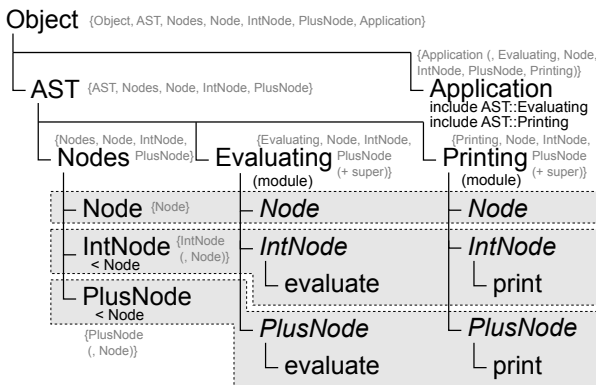 Object {Object, AST, Nodes, Node, IntNode, PlusNode, Application}
{Application (, Evaluating, Node,
IntNode, PlusNode, Printing)}
AST {AST, Nodes, Node, IntNode, PlusNode}
Application
include AST::Evaluating
include AST::Printing
{Nodes, Node, IntNode,
PlusNode}
Nodes
{Evaluating, Node, IntNode,
PlusNode
(+ super)}
Evaluating
(module)
{Printing, Node, IntNode,
PlusNode
(+ super)}
Printing
(module)
Node {Node}
Node
Node
IntNode {IntNode
(, Node)}
< Node
IntNode
IntNode
evaluate
print
PlusNode
< Node
{PlusNode
(, Node)}
PlusNode
PlusNode
evaluate
print